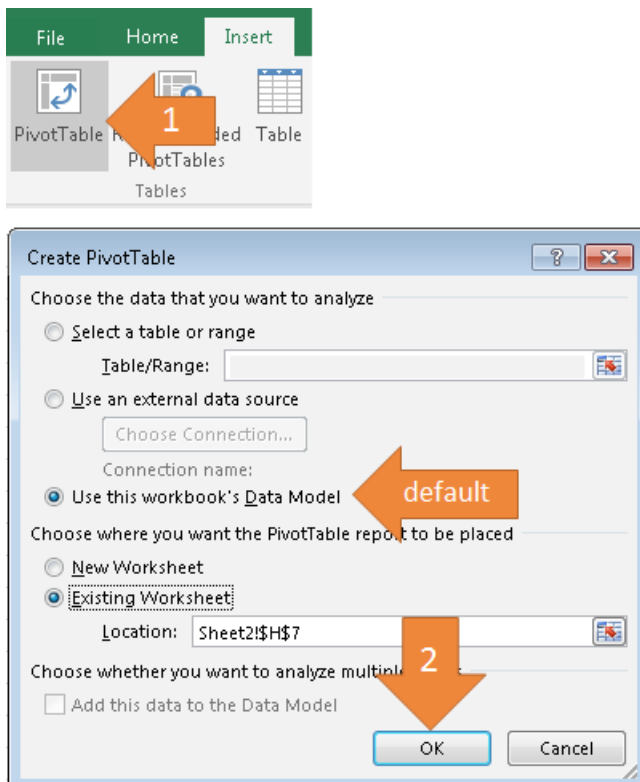 File Home Insert
1
PivotTable ded Table
PivotTables
Tables
Create PivotTable ?
Choose the data that you want to analyze
Select a table or range
Table/Range:
Use an external data source
Choose Connection...
Connection name:
Use this workbook's Data Model default
Choose where you want the PivotTable report to be placed
New Worksheet
Existing Worksheet
Location: Sheet2!$H$7
2
Choose whether you want to analyze multiple
Add this data to the Data Model
OK Cancel